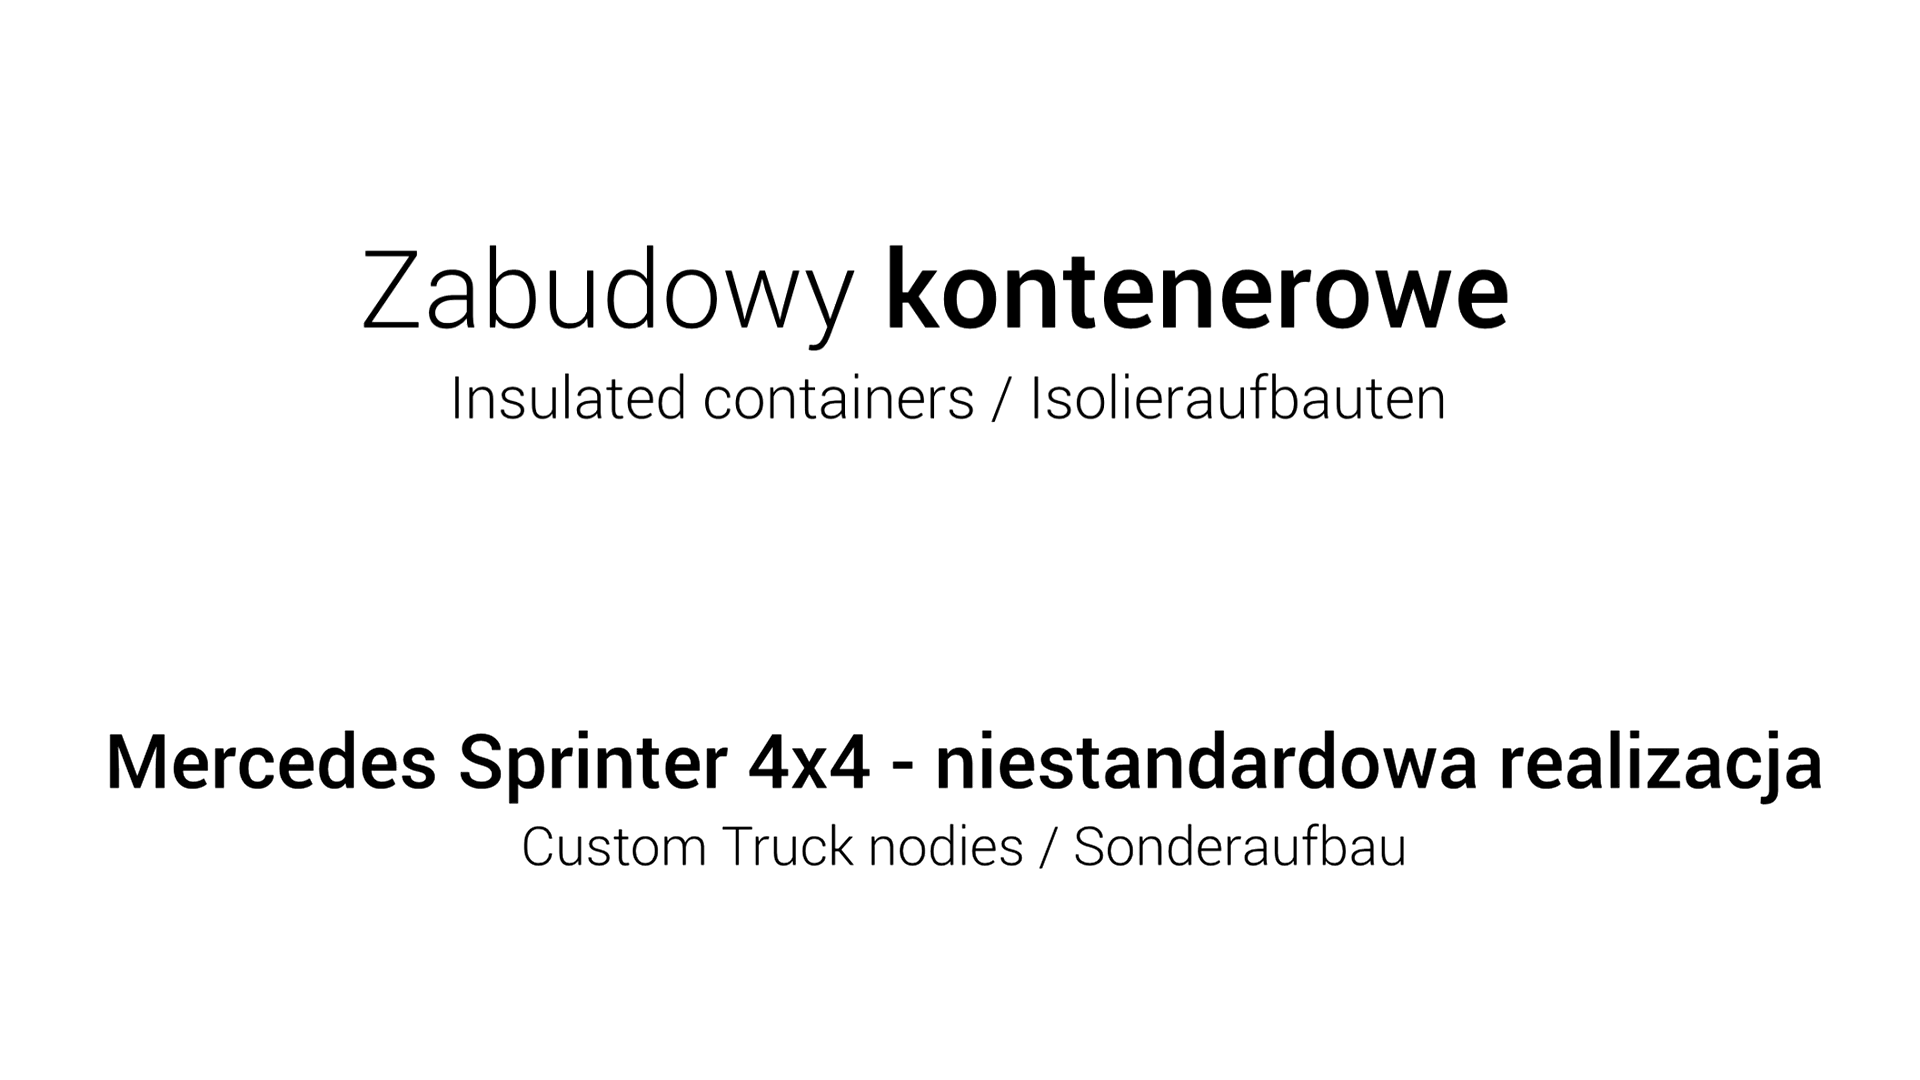 Zabudowy kontenerowe
Insulated containers / Isolieraufbauten
Mercedes Sprinter 4x4 - niestandardowa realizacja
Custom Truck nodies / Sonderaufbau